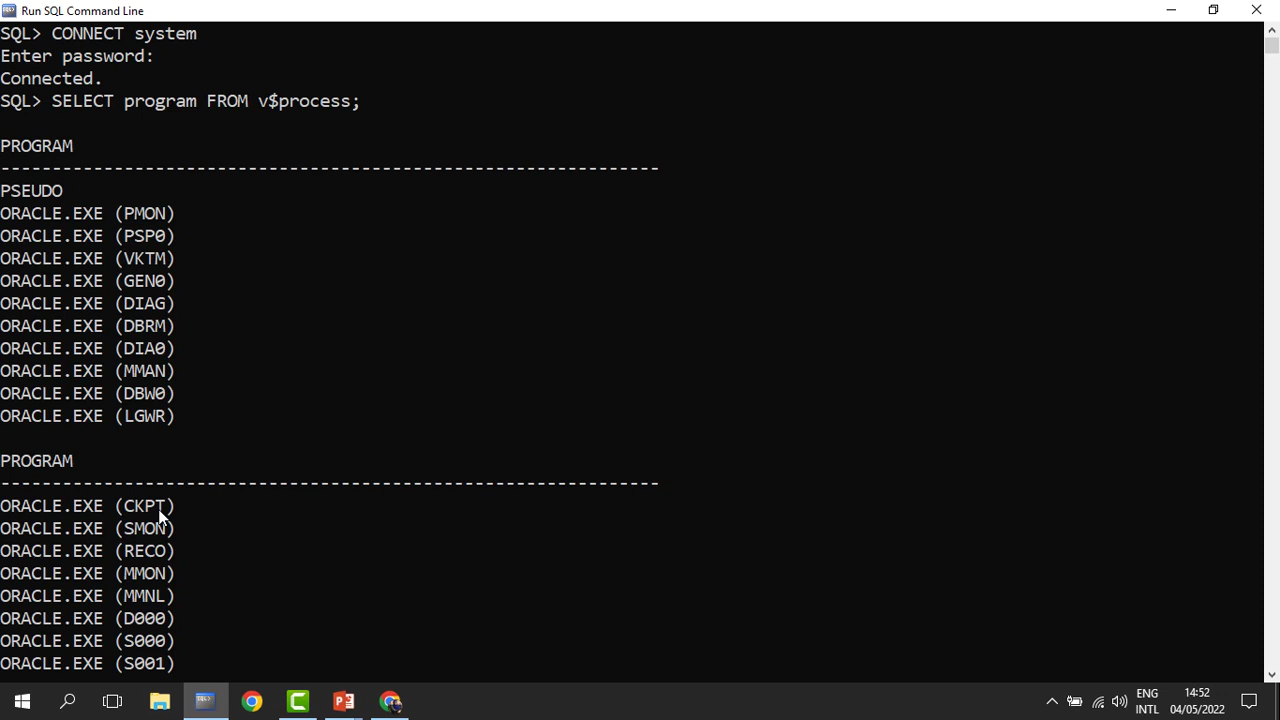 Run SQL Command Line
SQL> CONNECT system
Enter password:
Connected.
SQL> SELECT program FROM v$process;
PROGRAM
----------------------------------------------------------------
PSEUDO
ORACLE.EXE (PMON)
ORACLE.EXE (PSP0)
ORACLE.EXE (VKTM)
ORACLE.EXE (GEN0)
ORACLE.EXE (DIAG)
ORACLE.EXE (DBRM)
ORACLE.EXE (DIA0)
ORACLE.EXE (MMAN)
ORACLE.EXE (DBW0)
ORACLE.EXE (LGWR)
PROGRAM
----------------------------------------------------------------
ORACLE.EXE (CKPT)
ORACLE.EXE (SMON)
ORACLE.EXE (RECO)
ORACLE.EXE (MMON)
ORACLE.EXE (MMNL)
ORACLE.EXE (D000)
ORACLE.EXE (S000)
ORACLE.EXE (S001)
ENG 14:52
INTL 04/05/2022